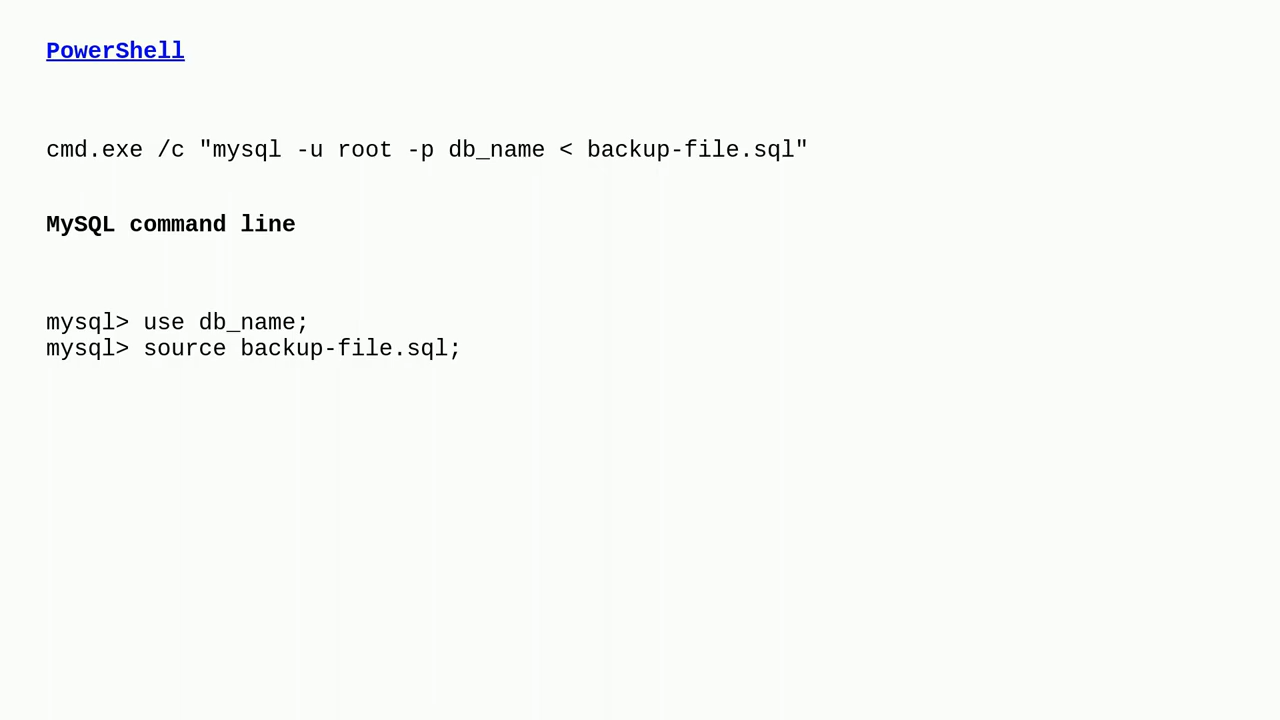 PowerShell
cmd.exe /c "mysql -u root -p db_name < backup-file.sql"
MySQL command line
mysql> use db_name;
mysql> source backup-file.sql;